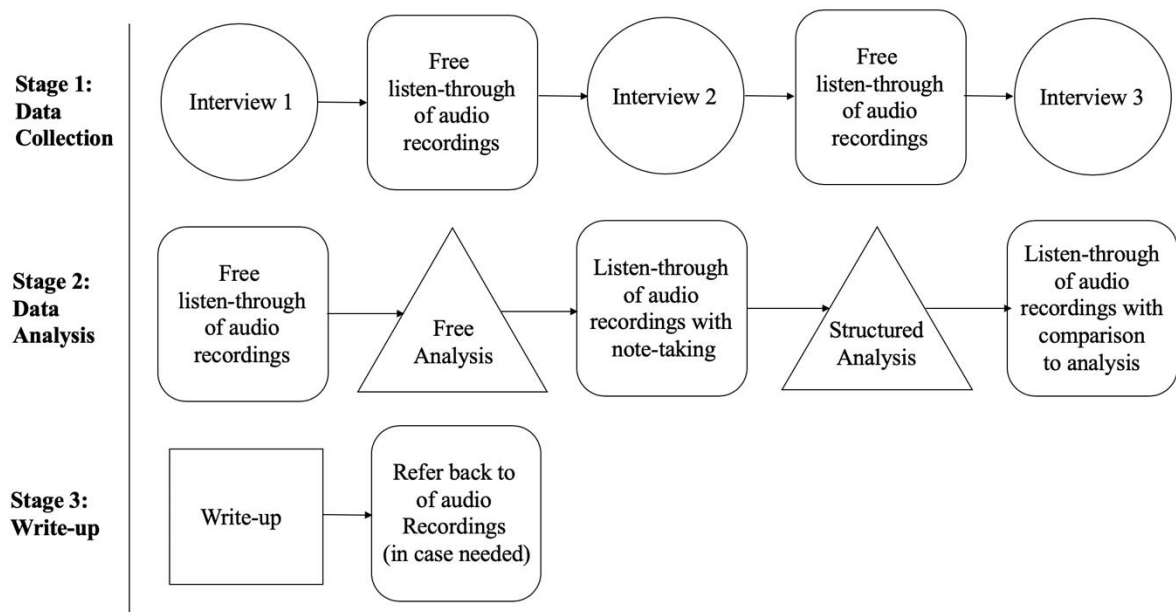 Stage 1:
Data
Collection
Interview 1
Free
listen-through
of audio
recordings
Interview 2
Free
listen-through
of audio
recordings
Interview 3
Stage 2:
Data
Analysis
Free
listen-through
of audio
recordings
Free
Analysis
Listen-through
of audio
recordings with
note-taking
Structured
Analysis
Listen-through
of audio
recordings with
comparison
to analysis
Stage 3:
Write-up
Write-up
Refer back to
of audio
Recordings
(in case needed)